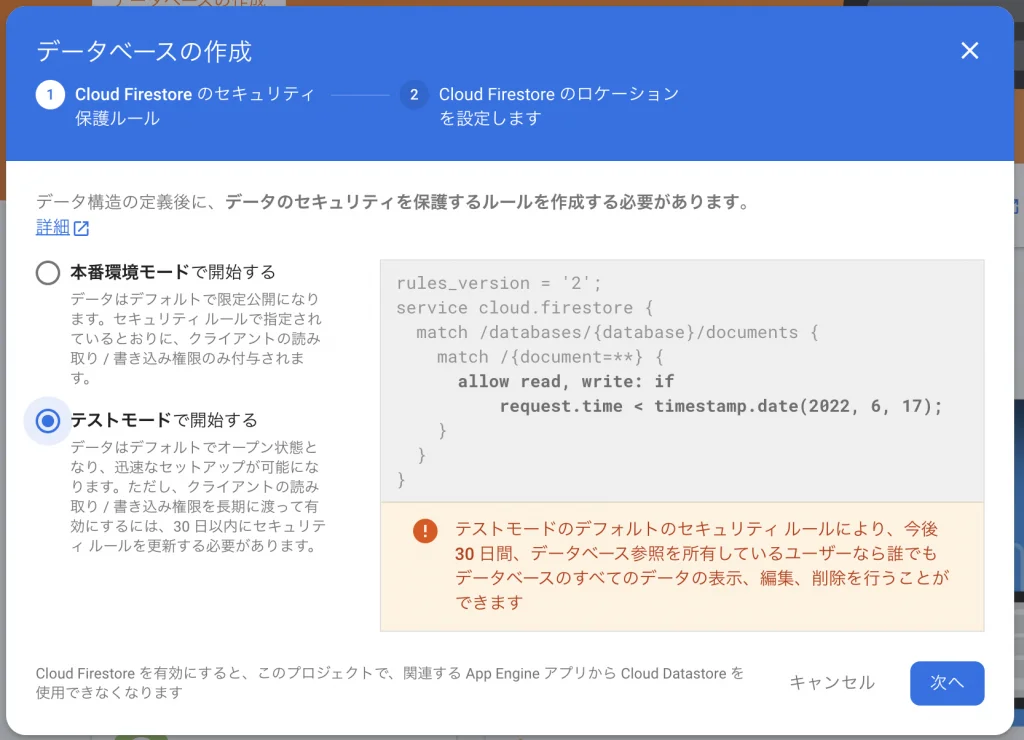 データベースの作成
データベースの作成
1 Cloud Firestore のセキュリティ
保護ルール
2 Cloud Firestore のロケーション
を設定します
データ構造の定義後に、データのセキュリティを保護するルールを作成する必要があります。
詳細
本番環境モードで開始する
データはデフォルトで限定公開になり
ます。セキュリティ ルールで指定され
ているとおりに、クライアントの読み
取り / 書き込み権限のみ付与されま
す。
テストモードで開始する
データはデフォルトでオープン状態と
なり、迅速なセットアップが可能にな
ります。ただし、クライアントの読み
取り / 書き込み権限を長期に渡って有
効にするには、30 日以内にセキュリテ
ィ ルールを更新する必要があります。
rules_version = '2';
service cloud.firestore {
match /databases/{database}/documents {
match /{document=**} {
allow read, write: if
request.time < timestamp.date(2022, 6, 17);
}
}
}
テストモードのデフォルトのセキュリティ ルールにより、今後
30 日間、データベース参照を所有しているユーザーなら誰でも
データベースのすべてのデータの表示、編集、削除を行うことが
できます
Cloud Firestore を有効にすると、このプロジェクトで、関連する App Engine アプリから Cloud Datastore を
使用できなくなります
キャンセル
次へ